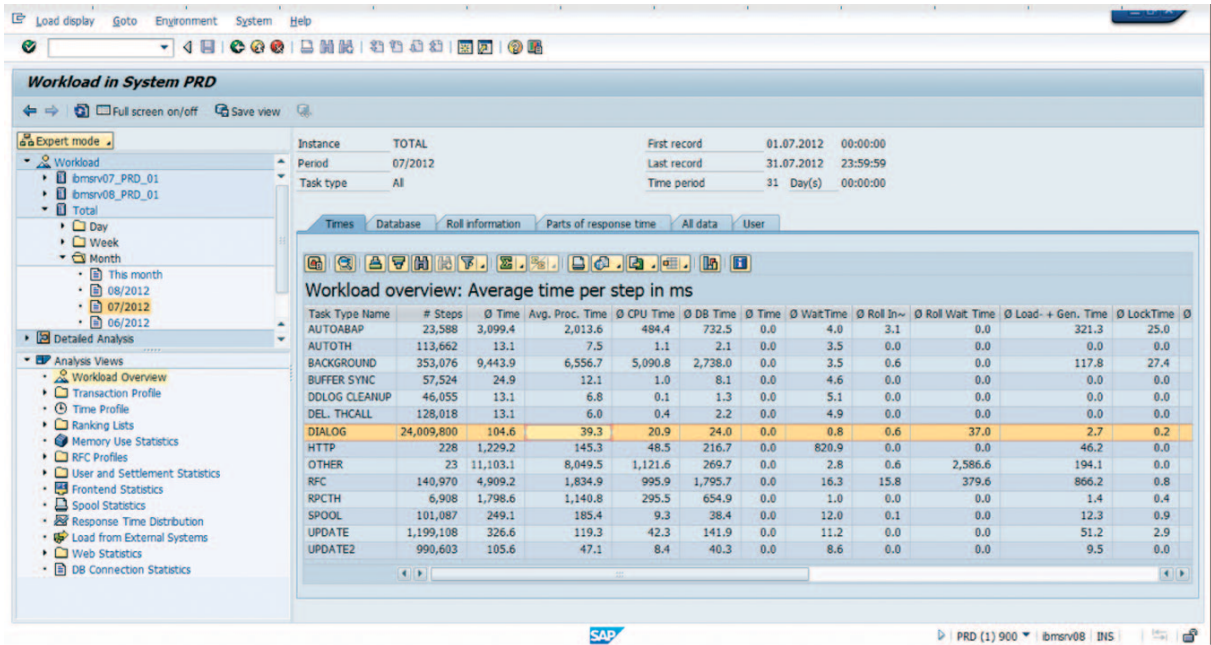 Load display Goto Environment System Help
Workload in System PRD
Full screen on/off Save view
Expert mode
Workload
ibmsrv07_PRD_01
ibmsrv08_PRD_01
Total
Day
Week
Month
This month
08/2012
07/2012
06/2012
Detailed Analysis
Analysis Views
Workload Overview
Transaction Profile
Time Profile
Ranking Lists
Memory Use Statistics
RFC Profiles
User and Settlement Statistics
Frontend Statistics
Spool Statistics
Response Time Distribution
Load from External Systems
Web Statistics
DB Connection Statistics
Instance TOTAL First record 01.07.2012 00:00:00
Period 07/2012 Last record 31.07.2012 23:59:59
Task type All Time period 31 Day(s) 00:00:00
Times Database Roll information Parts of response time All data User
Workload overview: Average time per step in ms
Task Type Name # Steps Ø Time Avg. Proc. Time Ø CPU Time Ø DB Time Ø Time Ø WaitTime Ø Roll In~ Ø Roll Wait Time Ø Load- + Gen. Time Ø LockTime Ø
AUTOABAP 23,588 3,099.4 2,013.6 484.4 732.5 0.0 4.0 3.1 0.0 321.3 25.0
AUTOTH 113,662 13.1 7.5 1.1 2.1 0.0 3.5 0.0 0.0 0.0 0.0
BACKGROUND 353,076 9,443.9 6,556.7 5,090.8 2,738.0 0.0 3.5 0.6 0.0 117.8 27.4
BUFFER SYNC 57,524 24.9 12.1 1.0 8.1 0.0 4.6 0.0 0.0 0.0 0.0
DDLOG CLEANUP 46,055 13.1 6.8 0.1 1.3 0.0 5.1 0.0 0.0 0.0 0.0
DEL. THCALL 128,018 13.1 6.0 0.4 2.2 0.0 4.9 0.0 0.0 0.0 0.0
DIALOG 24,009,800 104.6 39.3 20.9 24.0 0.0 0.8 0.6 37.0 2.7 0.2
HTTP 228 1,229.2 145.3 48.5 216.7 0.0 820.9 0.0 0.0 46.2 0.0
OTHER 23 11,103.1 8,049.5 1,121.6 269.7 0.0 2.8 0.6 2,586.6 194.1 0.0
RFC 140,970 4,909.2 1,834.9 995.9 1,795.7 0.0 16.3 15.8 379.6 866.2 0.8
RPCTH 6,908 1,798.6 1,140.8 295.5 654.9 0.0 1.0 0.0 0.0 1.4 0.4
SPOOL 101,087 249.1 185.4 9.3 38.4 0.0 12.0 0.1 0.0 12.3 0.9
UPDATE 1,199,108 326.6 119.3 42.3 141.9 0.0 11.2 0.0 0.0 51.2 2.9
UPDATE2 990,603 105.6 47.1 8.4 40.3 0.0 8.6 0.0 0.0 9.5 0.0
SAP
PRD (1) 900 ibmsrv08 INS